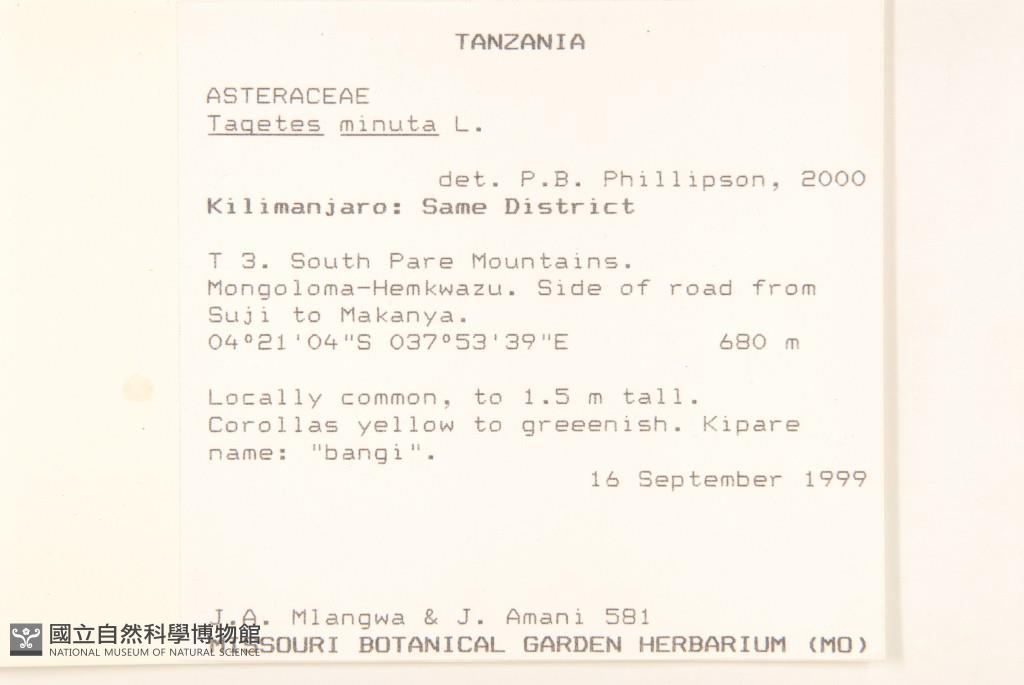 TANZANIA
ASTERACEAE
Tagetes minuta L.
det. P.B. Phillipson, 2000
Kilimanjaro: Same District
T 3. South Pare Mountains.
Mongoloma-Hemkwazu. Side of road from
Suji to Makanya.
04°21'04"S 037°53'39"E 680 m
Locally common, to 1.5 m tall.
Corollas yellow to greeenish. Kipare
name: "bangi".
16 September 1999
J.A. Mlangwa & J. Amani 581
MISSOURI BOTANICAL GARDEN HERBARIUM (MO)
國立自然科學博物館
NATIONAL MUSEUM OF NATURAL SCIENCE